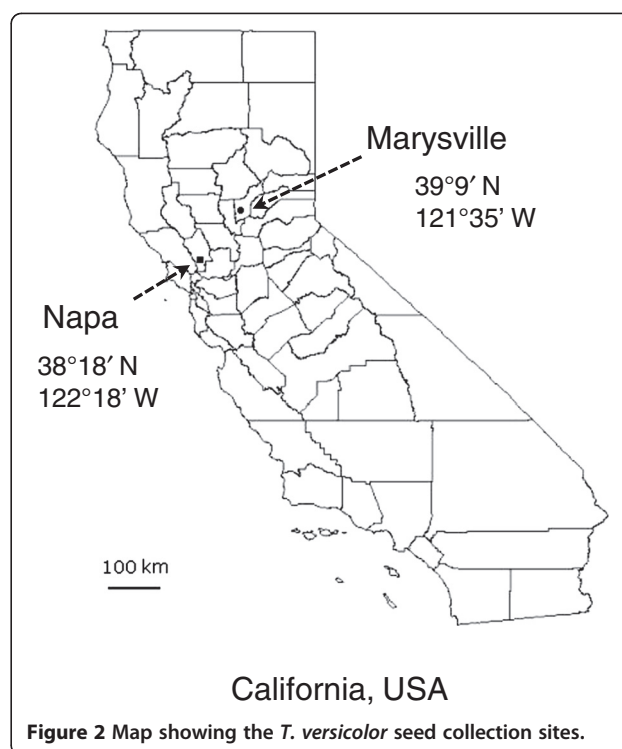 Marysville
39°9′ N
121°35′ W
Napa
38°18′ N
122°18’ W
100 km
California, USA
Figure 2 Map showing the T. versicolor seed collection sites.